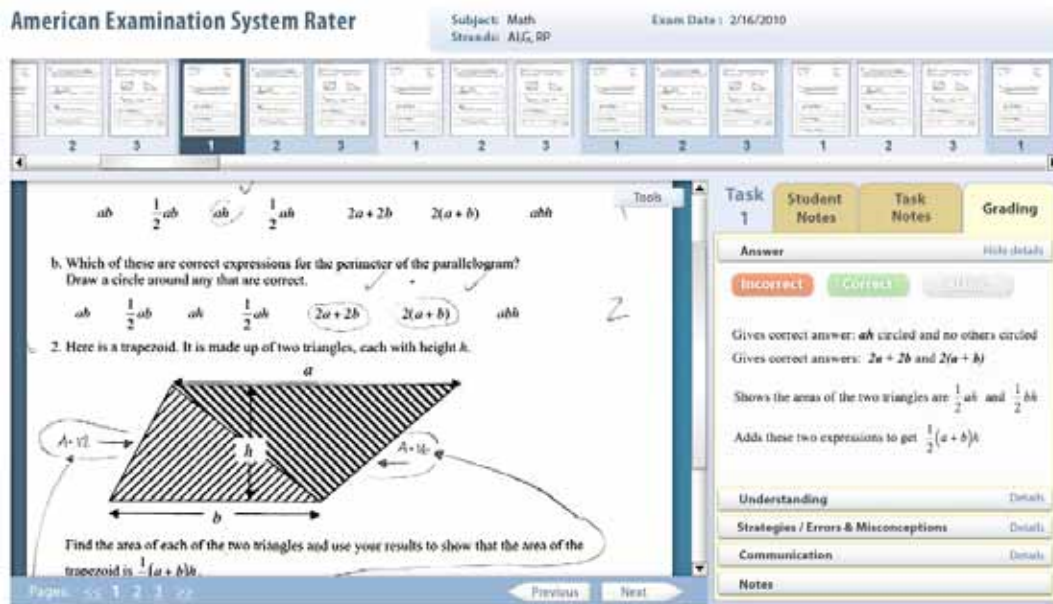 American Examination System Rater
Subject: Math
Strands: ALG, RP
Exam Date : 2/16/2010
2 3 1 2 3 1 2 3 1 2 3 1 2 3 1
Tools
ab 1/2 ab ah 1/2 ah 2a + 2b 2(a + b) abh
b. Which of these are correct expressions for the perimeter of the parallelogram?
Draw a circle around any that are correct.
ab 1/2 ab ah 1/2 ah 2a + 2b 2(a + b) abh
2
2. Here is a trapezoid. It is made up of two triangles, each with height h.
a
h
b
Find the area of each of the two triangles and use your results to show that the area of the
trapezoid is 1/2 (a + b)h.
Pages: << 1 2 3 >>
Previous
Next
Task
1
Student
Notes
Task
Notes
Grading
Answer
Hide details
Incorrect
Correct
Gives correct answer: ah circled and no others circled
Gives correct answers: 2a + 2b and 2(a + b)
Shows the areas of the two triangles are 1/2 ah and 1/2 bh
Adds these two expressions to get 1/2 (a + b)h
Understanding
Details
Strategies / Errors & Misconceptions
Details
Communication
Details
Notes